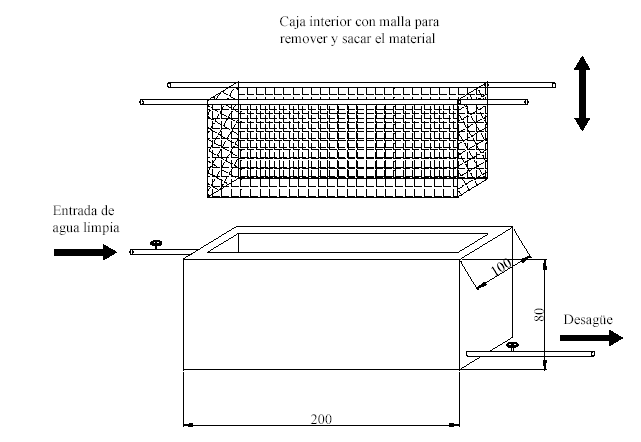 Caja interior con malla para
remover y sacar el material
Entrada de
agua limpia
100
80
Desagüe
200